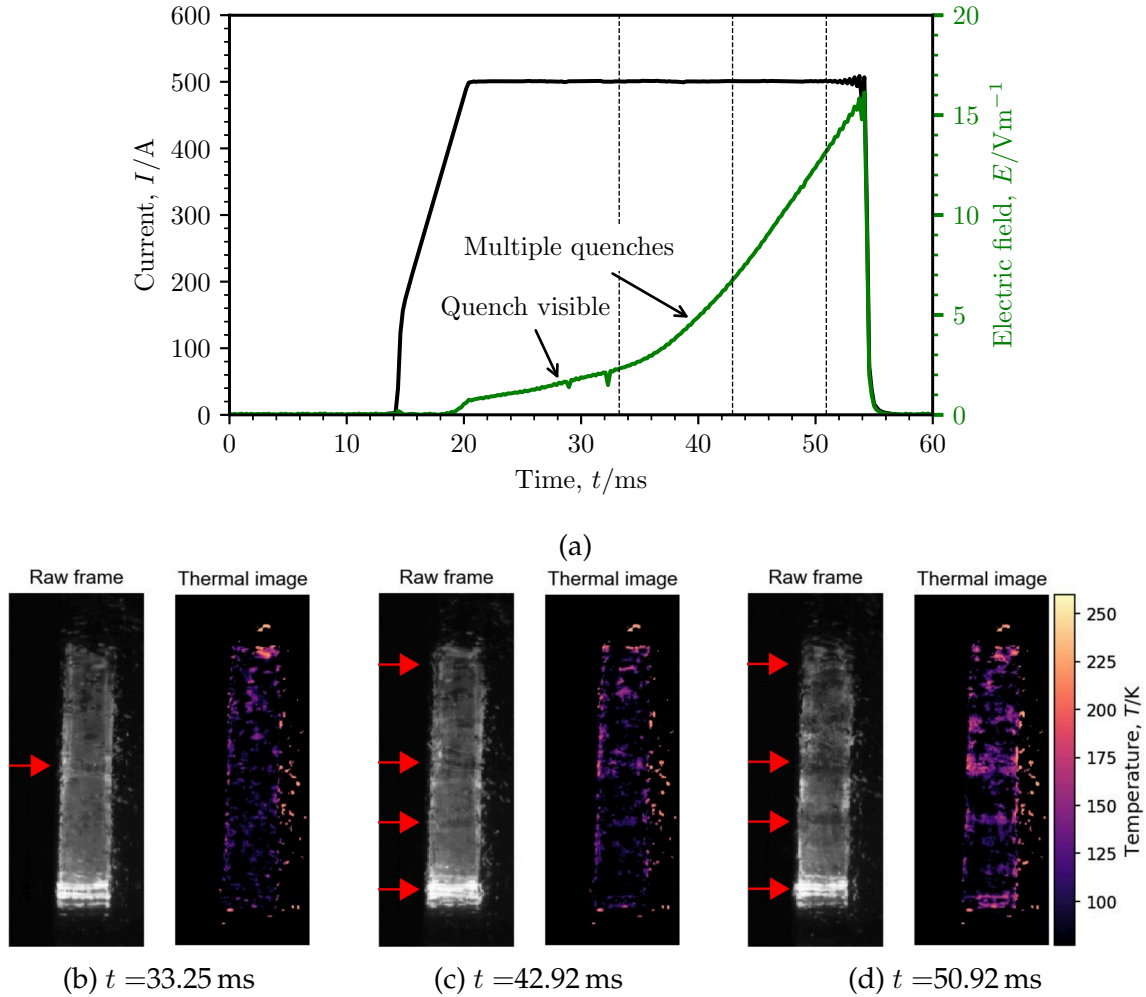 600
500
400
300
200
100
0
Current, I/A
20
15
10
5
0
Electric field, E/Vm⁻¹
Multiple quenches
Quench visible
0 10 20 30 40 50 60
Time, t/ms
(a)
Raw frame Thermal image Raw frame Thermal image Raw frame Thermal image
250
225
200
175
150
125
100
Temperature, T/K
(b) t =33.25 ms (c) t =42.92 ms (d) t =50.92 ms